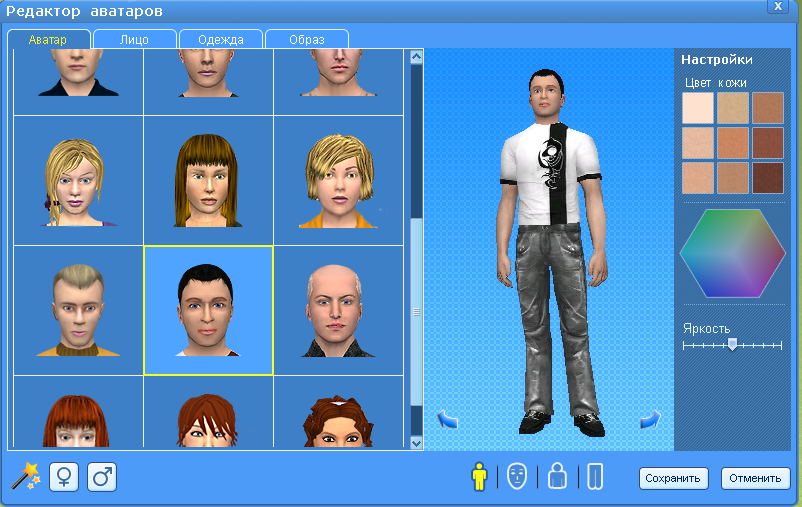 Редактор аватаров
X
Аватар
Лицо
Одежда
Образ
Настройки
Цвет кожи
Яркость
Сохранить
Отменить